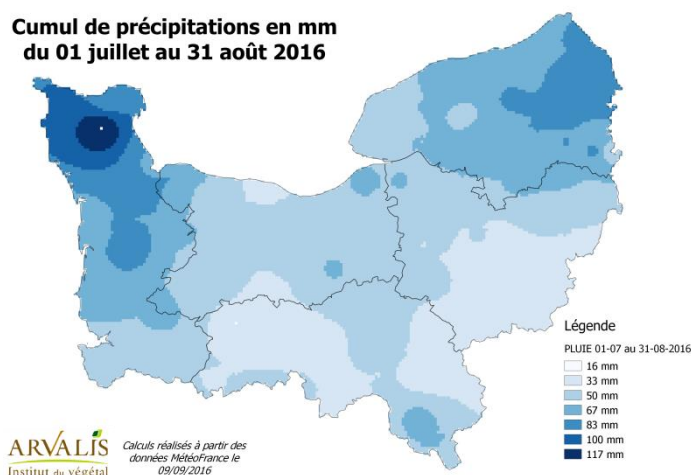 Cumul de précipitations en mm
du 01 juillet au 31 août 2016
Légende
PLUIE 01-07 au 31-08-2016
16 mm
33 mm
50 mm
67 mm
83 mm
100 mm
117 mm
ARVALIS
Institut du végétal
Calculs réalisés à partir des
données MétéoFrance le
09/09/2016